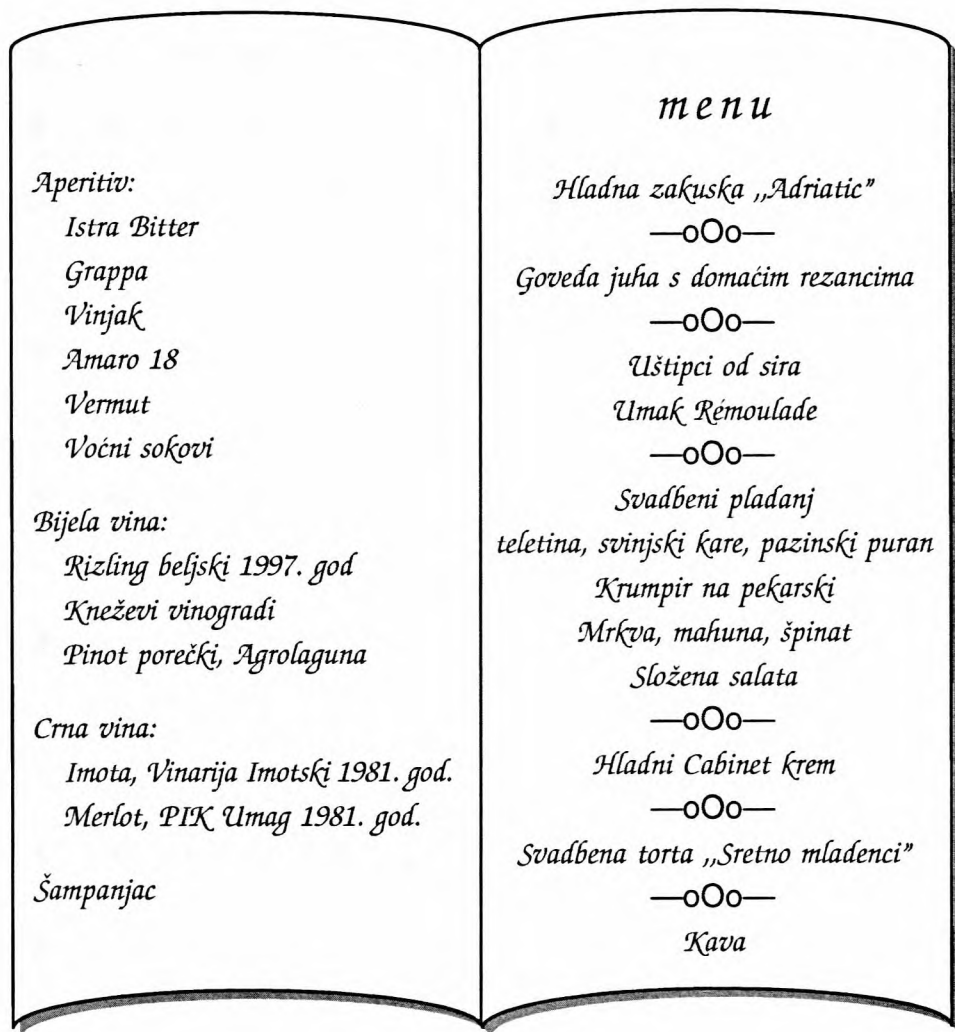 Aperitiv:
Istra Bitter
Grappa
Vinjak
Amaro 18
Vermut
Voćni sokovi
Bijela vina:
Rizling beljski 1997. god
Kneževi vinogradi
Pinot porečki, Agrolaguna
Crna vina:
Imota, Vinarija Imotski 1981. god.
Merlot, PIK Umag 1981. god.
Šampanjac
menu
Hladna zakuska ,,Adriatic”
—oOo—
Goveđa juha s domaćim rezancima
—oOo—
Uštipci od sira
Umak Rémoulade
—oOo—
Svadbeni pladanj
teletina, svinjski kare, pazinski puran
Krumpir na pekarski
Mrkva, mahuna, špinat
Složena salata
—oOo—
Hladni Cabinet krem
—oOo—
Svadbena torta ,,Sretno mladenci”
—oOo—
Kava